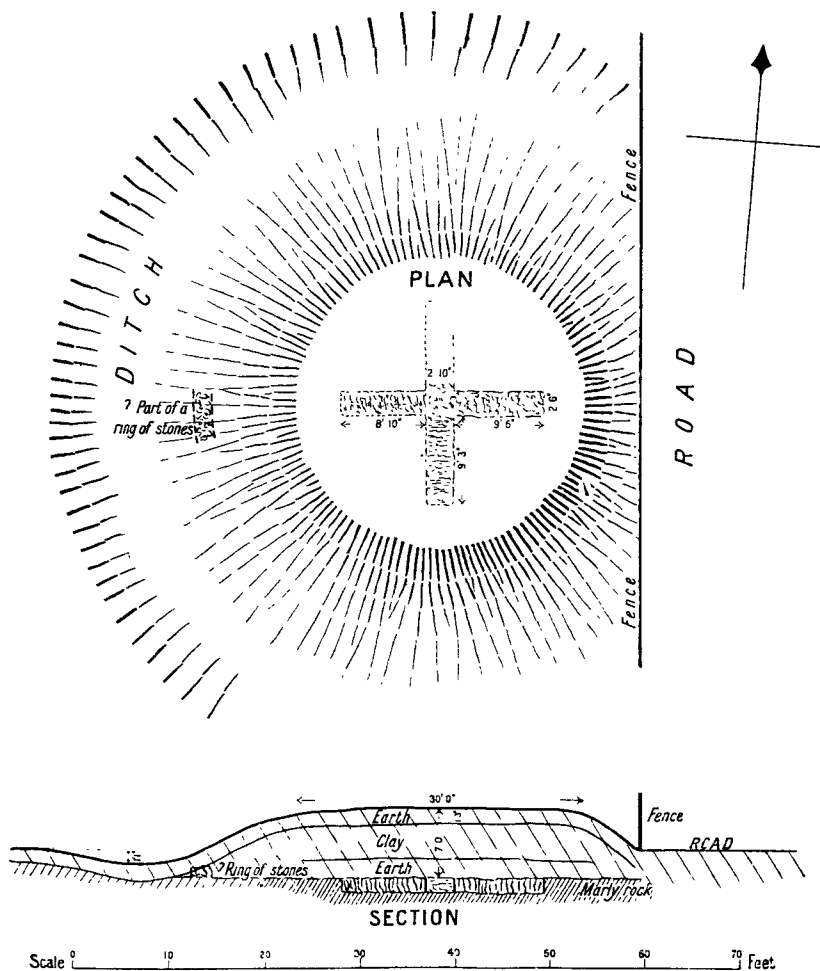 Fence
PLAN
DITCH
ROAD
2' 10"
2' 6"
? Part of a
ring of stones
8' 10"
9' 6"
9' 3"
Fence
30' 0"
Fence
Earth
Clay
7' 0
ROAD
? Ring of stones
Earth
Marly rock
SECTION
Scale 0 10 20 30 40 50 60 70 Feet